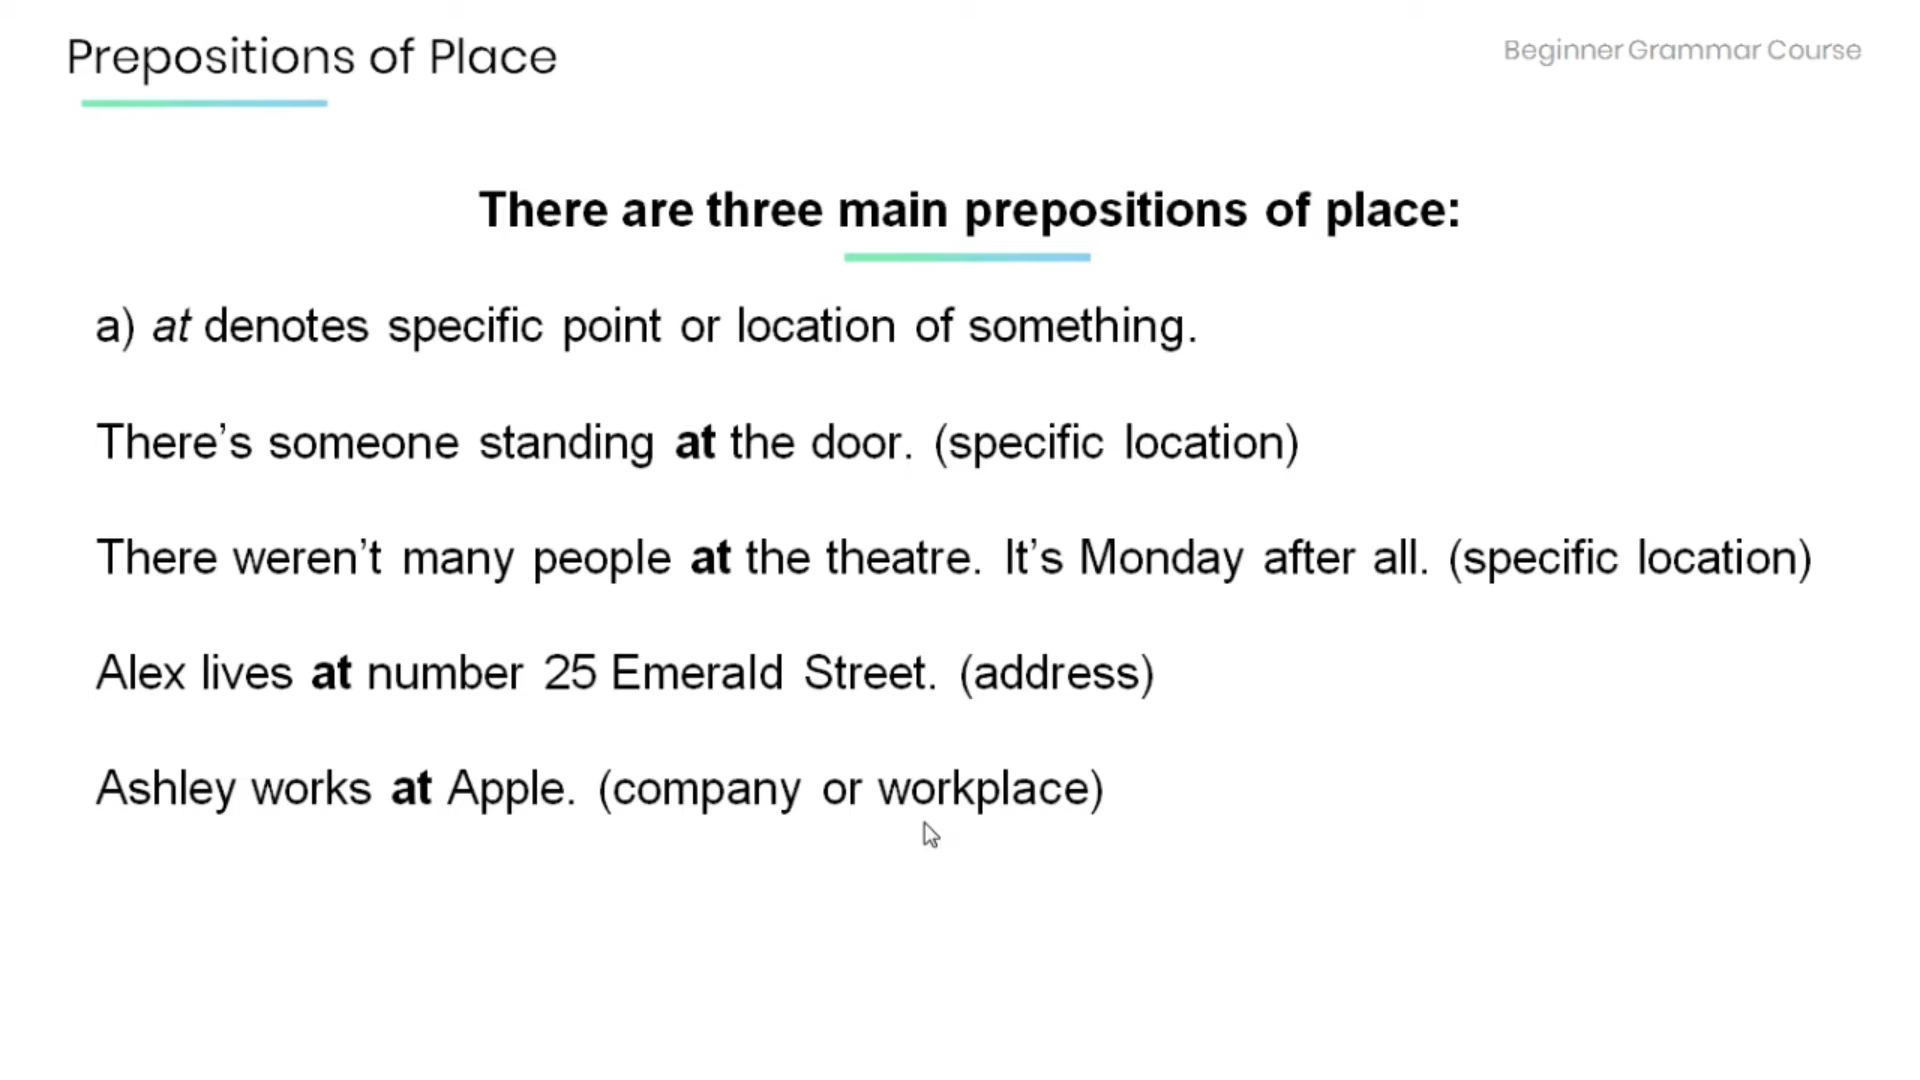 Prepositions of Place
Beginner Grammar Course
There are three main prepositions of place:
a) at denotes specific point or location of something.
There’s someone standing at the door. (specific location)
There weren’t many people at the theatre. It’s Monday after all. (specific location)
Alex lives at number 25 Emerald Street. (address)
Ashley works at Apple. (company or workplace)